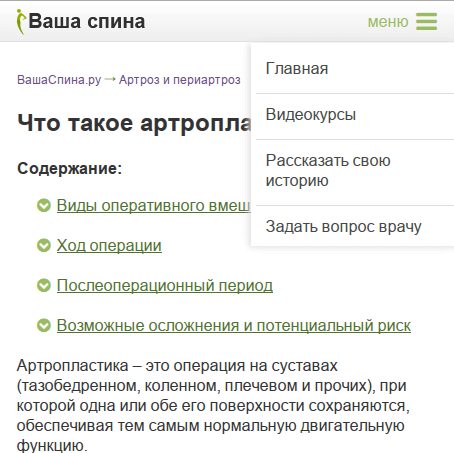 Ваша спина
меню
Главная
Видеокурсы
Рассказать свою
историю
Задать вопрос врачу
ВашаСпина.ру → Артроз и периартроз
Что такое артропла
Содержание:
Виды оперативного вмеш
Ход операции
Послеоперационный период
Возможные осложнения и потенциальный риск
Артропластика – это операция на суставах
(тазобедренном, коленном, плечевом и прочих), при
которой одна или обе его поверхности сохраняются,
обеспечивая тем самым нормальную двигательную
функцию.